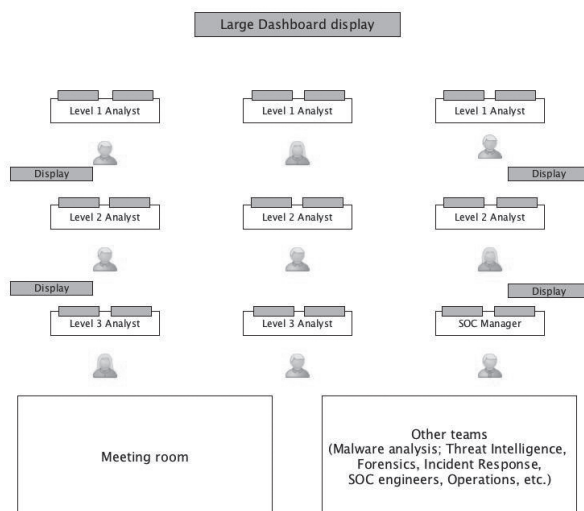 Large Dashboard display
Level 1 Analyst
Level 1 Analyst
Level 1 Analyst
Display
Display
Level 2 Analyst
Level 2 Analyst
Level 2 Analyst
Display
Display
Level 3 Analyst
Level 3 Analyst
SOC Manager
Meeting room
Other teams
(Malware analysis; Threat Intelligence,
Forensics, Incident Response,
SOC engineers, Operations, etc.)